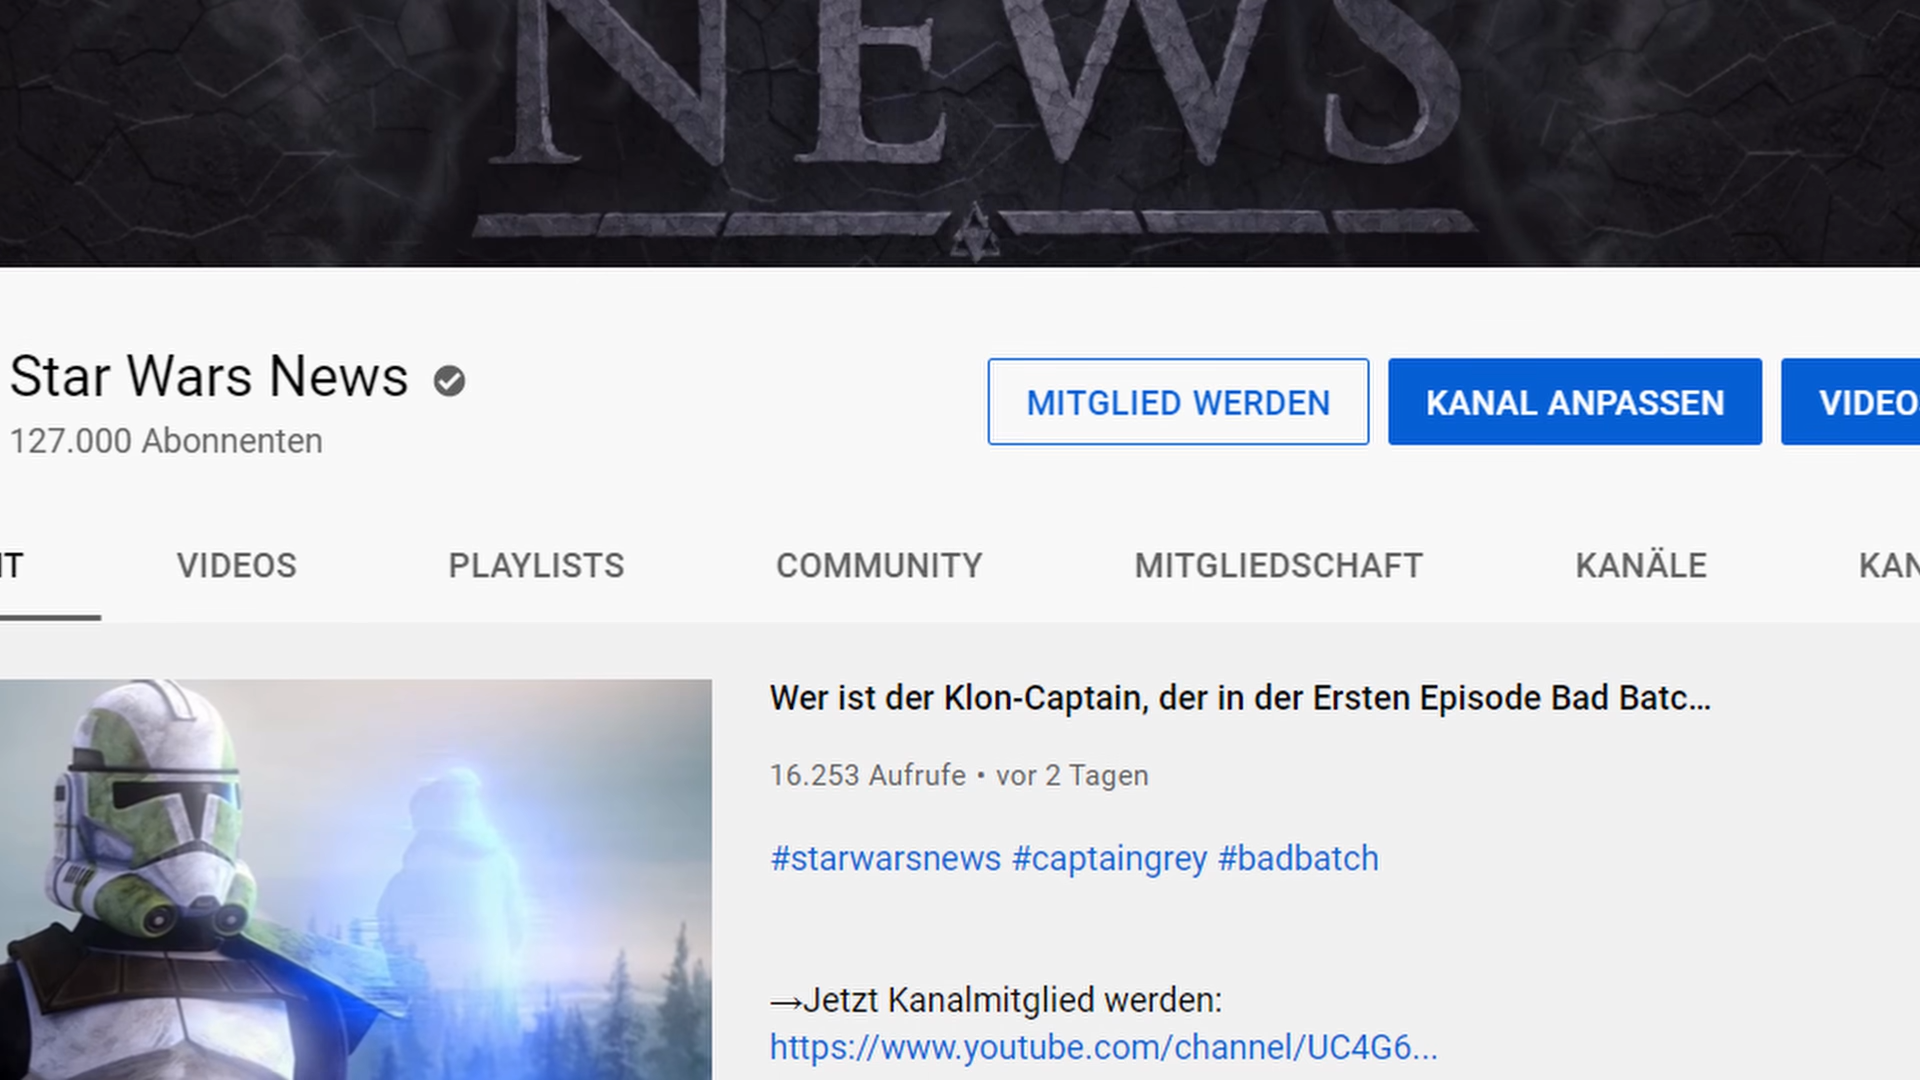 NEWS
Star Wars News
127.000 Abonnenten
MITGLIED WERDEN
KANAL ANPASSEN
VIDEO
VIDEOS
PLAYLISTS
COMMUNITY
MITGLIEDSCHAFT
KANÄLE
KAN
Wer ist der Klon-Captain, der in der Ersten Episode Bad Batc...
16.253 Aufrufe • vor 2 Tagen
#starwarsnews #captaingrey #badbatch
→Jetzt Kanalmitglied werden:
https://www.youtube.com/channel/UC4G6...